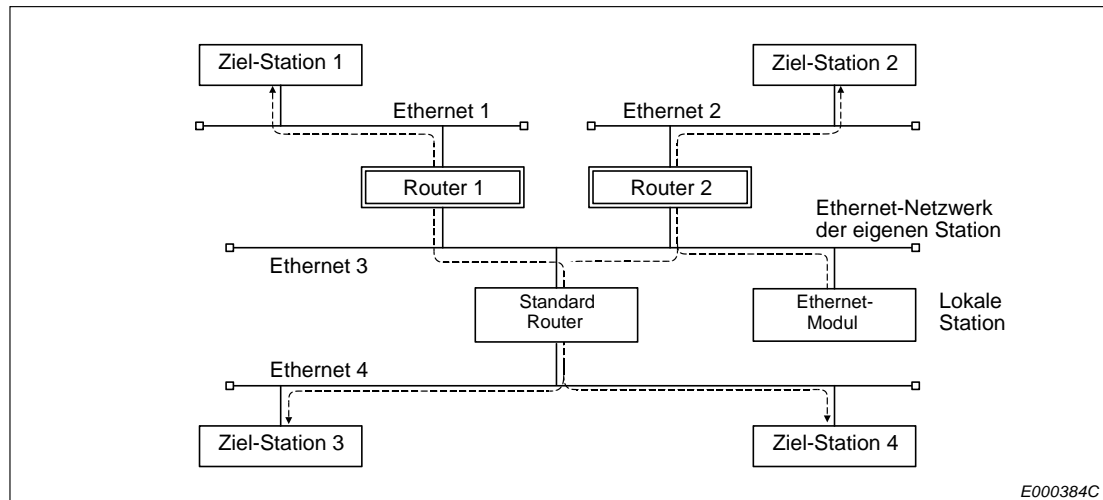 Ziel-Station 1
Ziel-Station 2
Ethernet 1
Ethernet 2
Router 1
Router 2
Ethernet-Netzwerk
der eigenen Station
Ethernet 3
Standard
Router
Ethernet-
Modul
Lokale
Station
Ethernet 4
Ziel-Station 3
Ziel-Station 4
E000384C